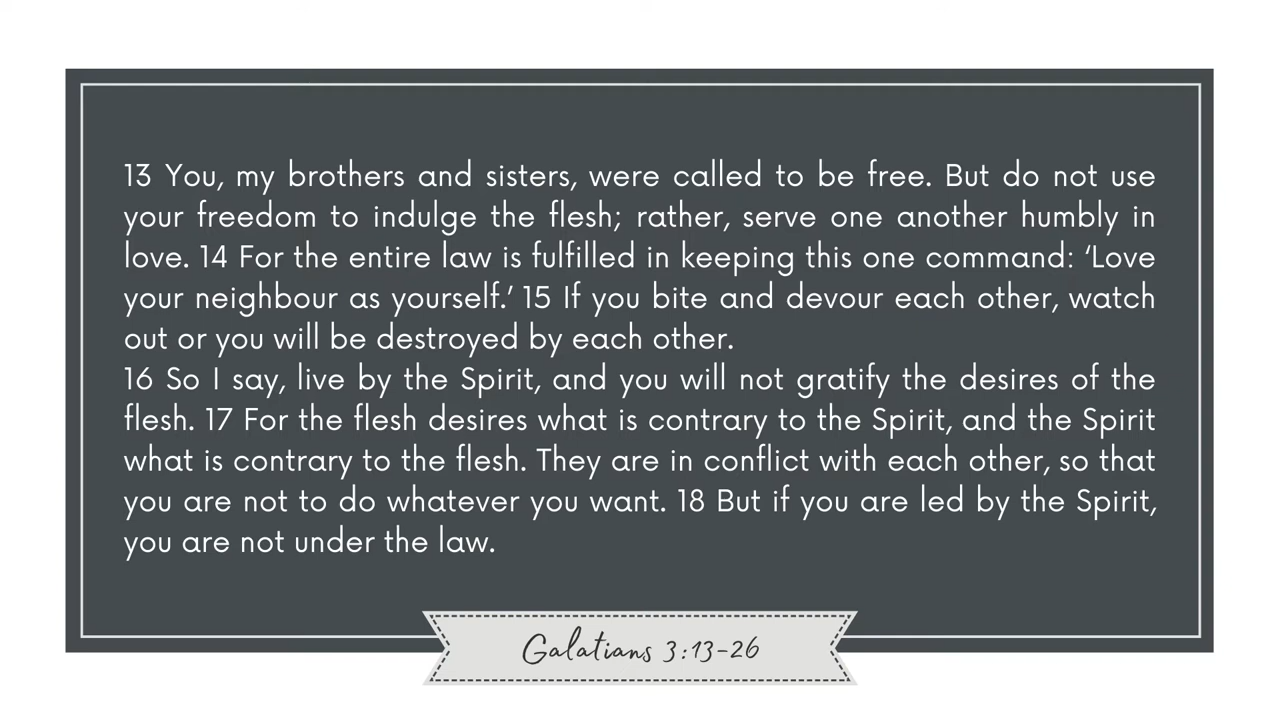 13 You, my brothers and sisters, were called to be free. But do not use
your freedom to indulge the flesh; rather, serve one another humbly in
love. 14 For the entire law is fulfilled in keeping this one command: ‘Love
your neighbour as yourself.’ 15 If you bite and devour each other, watch
out or you will be destroyed by each other.
16 So I say, live by the Spirit, and you will not gratify the desires of the
flesh. 17 For the flesh desires what is contrary to the Spirit, and the Spirit
what is contrary to the flesh. They are in conflict with each other, so that
you are not to do whatever you want. 18 But if you are led by the Spirit,
you are not under the law.
Galatians 3:13-26